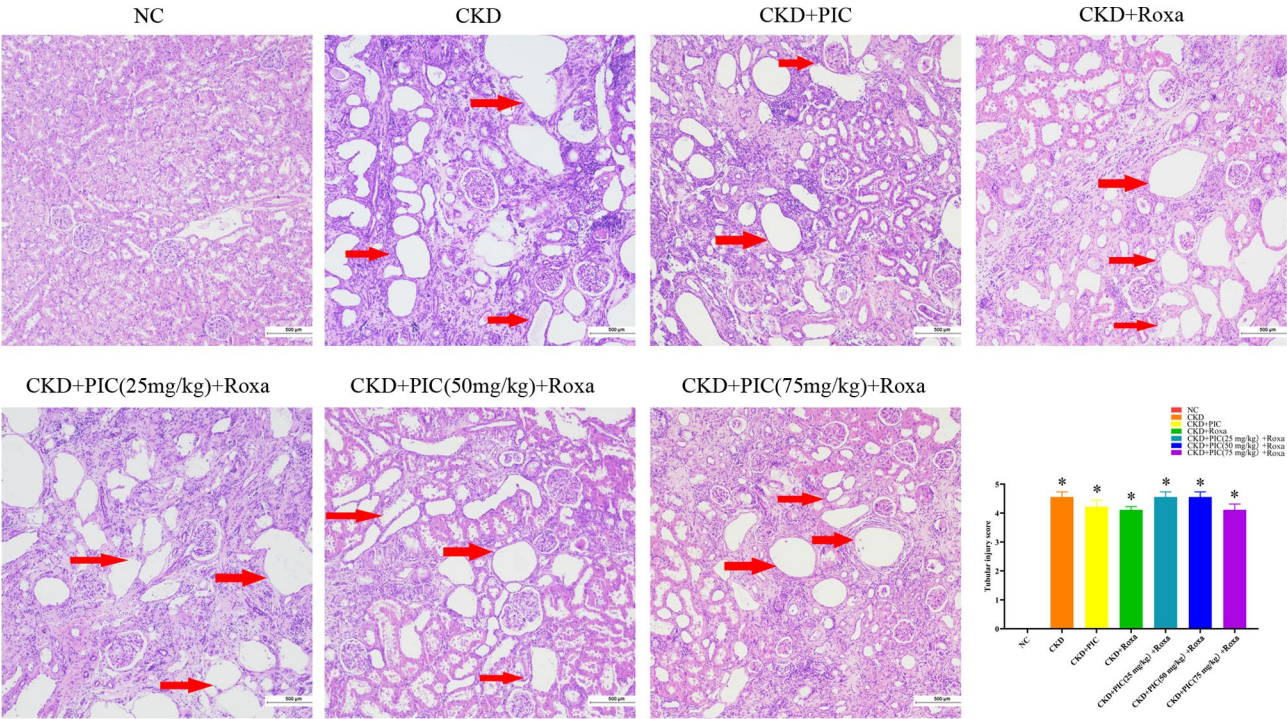 NC
CKD
CKD+PIC
CKD+Roxa
500 μm
500 μm
500 μm
500 μm
CKD+PIC(25mg/kg)+Roxa
CKD+PIC(50mg/kg)+Roxa
CKD+PIC(75mg/kg)+Roxa
500 μm
500 μm
500 μm
NC
CKD
CKD+PIC
CKD+Roxa
CKD+PIC(25 mg/kg) +Roxa
CKD+PIC(50 mg/kg) +Roxa
CKD+PIC(75 mg/kg) +Roxa
Tubular injury score
5
4
3
2
1
0
* * * * * *
NC
CKD
CKD+PIC
CKD+Roxa
CKD+PIC(25 mg/kg) +Roxa
CKD+PIC(50 mg/kg) +Roxa
CKD+PIC(75 mg/kg) +Roxa